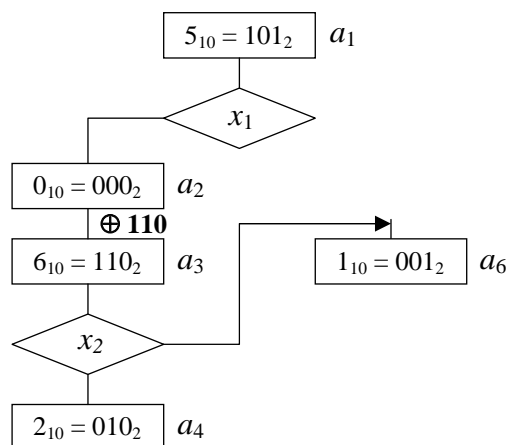 5₁₀ = 101₂ a₁
x₁
0₁₀ = 000₂ a₂
⊕ 110
6₁₀ = 110₂ a₃
1₁₀ = 001₂ a₆
x₂
2₁₀ = 010₂ a₄